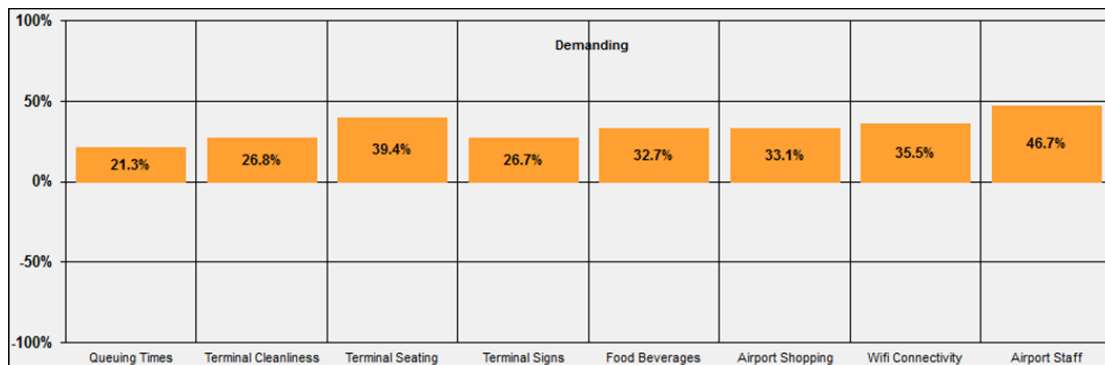 100%
Demanding
50%
21.3% 26.8% 39.4% 26.7% 32.7% 33.1% 35.5% 46.7%
0%
-50%
-100%
Queuing Times Terminal Cleanliness Terminal Seating Terminal Signs Food Beverages Airport Shopping Wifi Connectivity Airport Staff